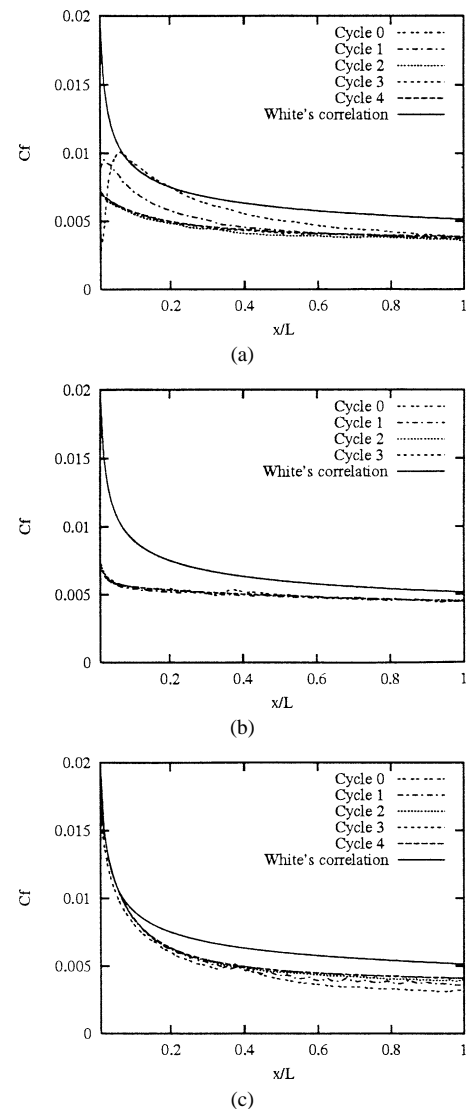 0.02
0.015
0.01
0.005
0
Cf
Cycle 0
Cycle 1
Cycle 2
Cycle 3
Cycle 4
White's correlation
0.2 0.4 0.6 0.8 1
x/L
(a)
0.02
0.015
0.01
0.005
0
Cf
Cycle 0
Cycle 1
Cycle 2
Cycle 3
White's correlation
0.2 0.4 0.6 0.8 1
x/L
(b)
0.02
0.015
0.01
0.005
0
Cf
Cycle 0
Cycle 1
Cycle 2
Cycle 3
Cycle 4
White's correlation
0.2 0.4 0.6 0.8 1
x/L
(c)